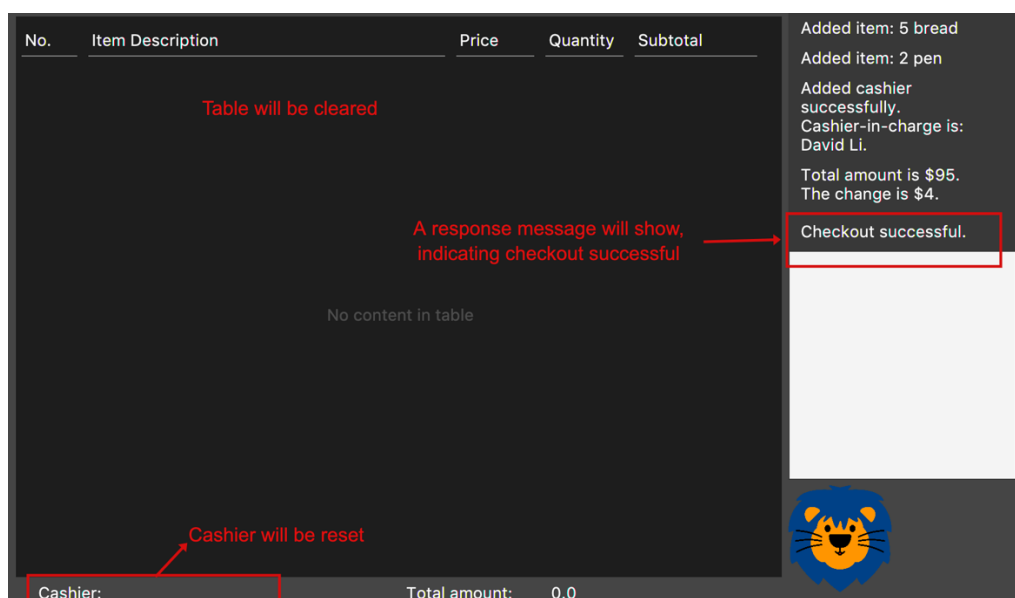 No. Item Description Price Quantity Subtotal
Table will be cleared
A response message will show,
indicating checkout successful
No content in table
Cashier will be reset
Cashier: Total amount: 0.0
Added item: 5 bread
Added item: 2 pen
Added cashier
successfully.
Cashier-in-charge is:
David Li.
Total amount is $95.
The change is $4.
Checkout successful.